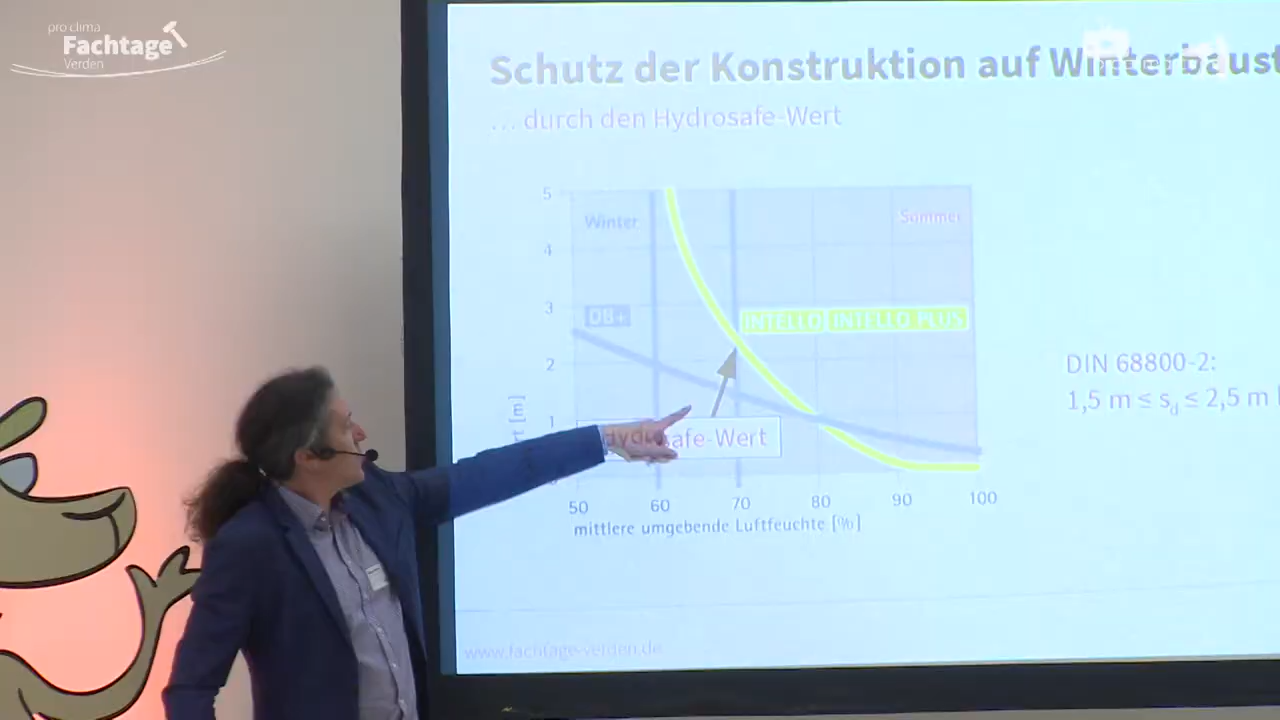 pro clima
Fachtage
Verden
Schutz der Konstruktion auf Winterbaust
... durch den Hydrosafe-Wert
5
Winter
Sommer
4
3
DB+
INTELLO INTELLO PLUS
2
DIN 68800-2:
1,5 m ≤ sd ≤ 2,5 m
[m]
1
safe-Wert
50 60 70 80 90 100
mittlere umgebende Luftfeuchte [%]
www.fachtage-verden.de